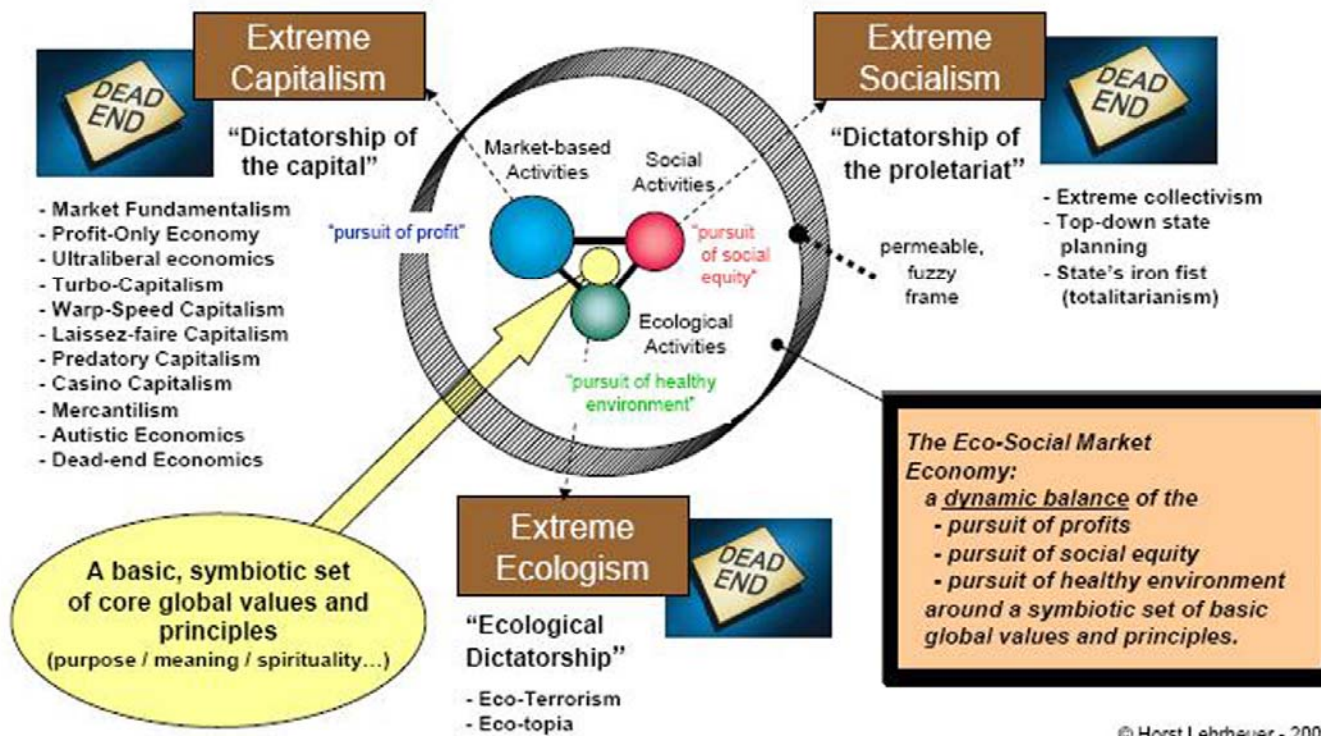 Extreme
Capitalism
DEAD
END
"Dictatorship of
the capital"
- Market Fundamentalism
- Profit-Only Economy
- Ultraliberal economics
- Turbo-Capitalism
- Warp-Speed Capitalism
- Laissez-faire Capitalism
- Predatory Capitalism
- Casino Capitalism
- Mercantilism
- Autistic Economics
- Dead-end Economics
Market-based
Activities
"pursuit of profit"
Social
Activities
"pursuit
of social
equity"
Ecological
Activities
"pursuit of healthy
environment"
Extreme
Socialism
DEAD
END
"Dictatorship of
the proletariat"
- Extreme collectivism
- Top-down state
planning
- State's iron fist
(totalitarianism)
permeable,
fuzzy
frame
A basic, symbiotic set
of core global values and
principles
(purpose / meaning / spirituality...)
Extreme
Ecologism
DEAD
END
"Ecological
Dictatorship"
- Eco-Terrorism
- Eco-topia
The Eco-Social Market
Economy:
a dynamic balance of the
- pursuit of profits
- pursuit of social equity
- pursuit of healthy environment
around a symbiotic set of basic
global values and principles.
© Horst Lehrheuer - 200